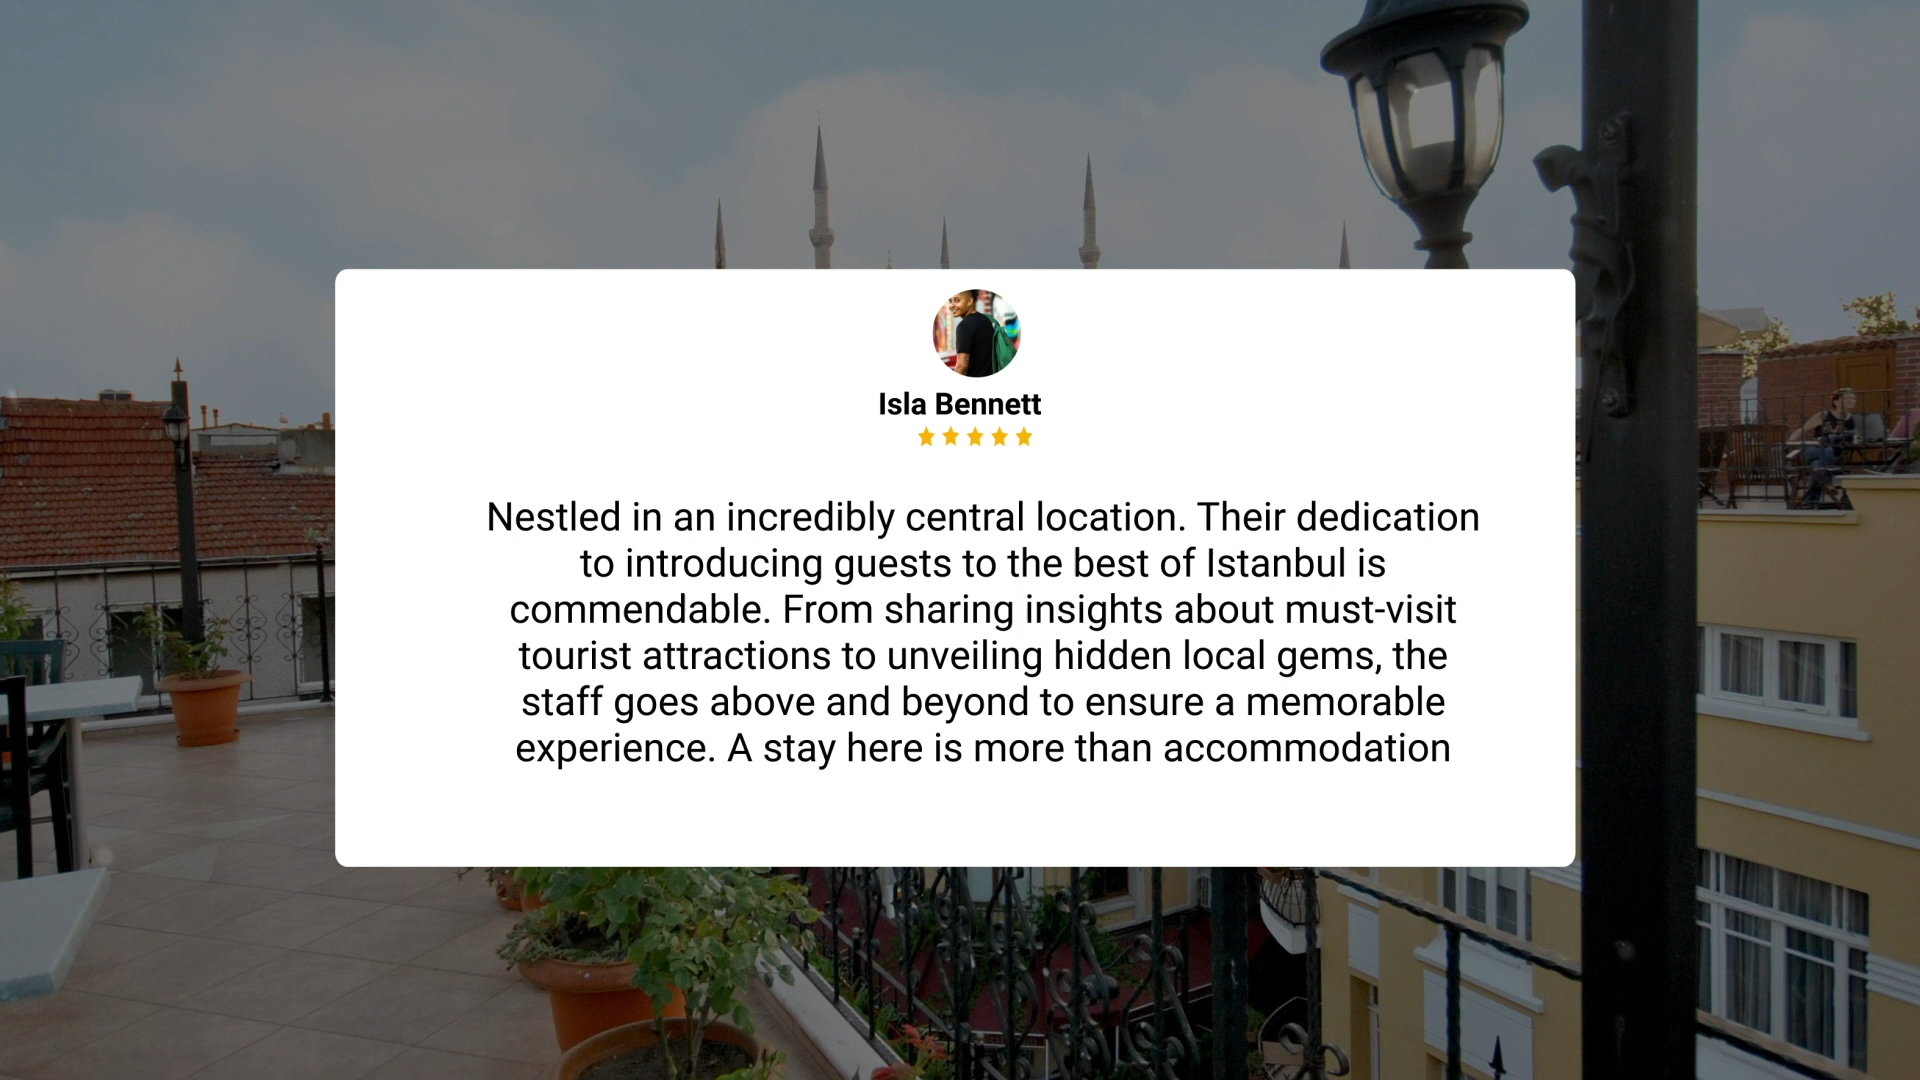 Isla Bennett
Nestled in an incredibly central location. Their dedication
to introducing guests to the best of Istanbul is
commendable. From sharing insights about must-visit
tourist attractions to unveiling hidden local gems, the
staff goes above and beyond to ensure a memorable
experience. A stay here is more than accommodation